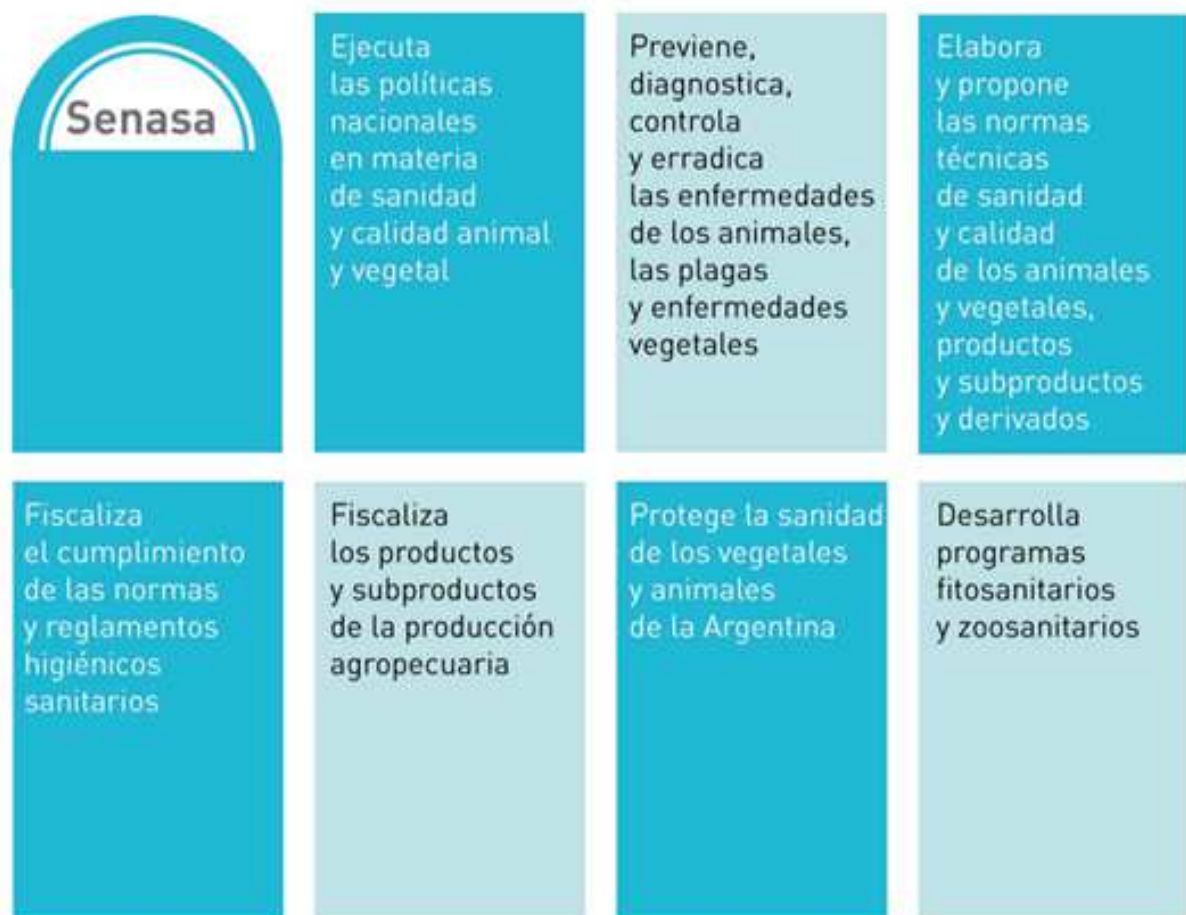 Senasa
Ejecuta
las políticas
nacionales
en materia
de sanidad
y calidad animal
y vegetal
Previene,
diagnostica,
controla
y erradica
las enfermedades
de los animales,
las plagas
y enfermedades
vegetales
Elabora
y propone
las normas
técnicas
de sanidad
y calidad
de los animales
y vegetales,
productos
y subproductos
y derivados
Fiscaliza
el cumplimiento
de las normas
y reglamentos
higiénicos
sanitarios
Fiscaliza
los productos
y subproductos
de la producción
agropecuaria
Protege la sanidad
de los vegetales
y animales
de la Argentina
Desarrolla
programas
fitosanitarios
y zoosanitarios